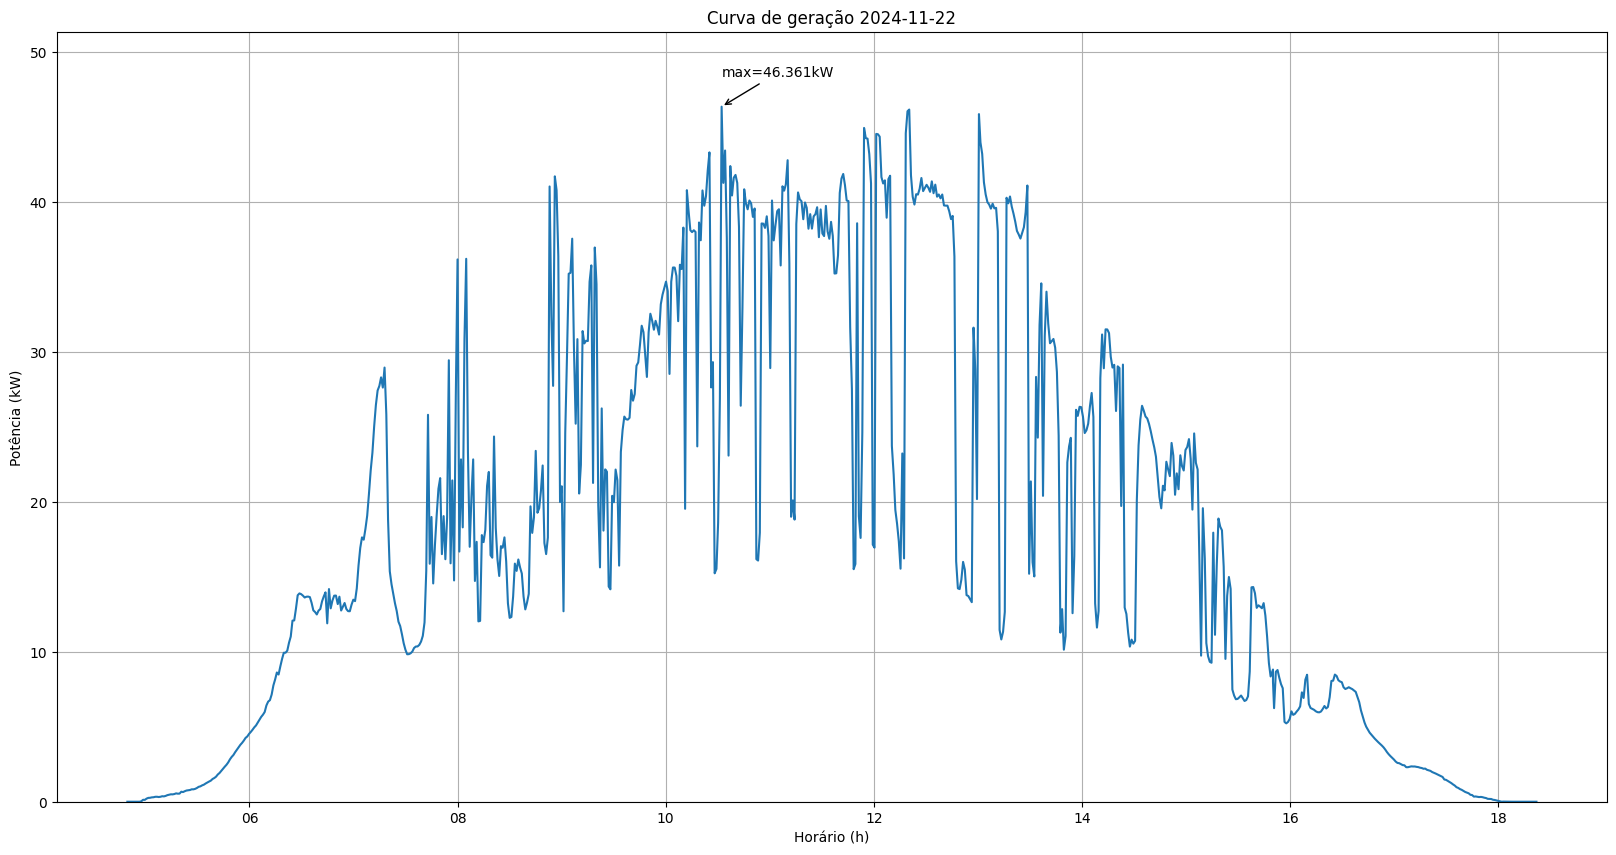 Curva de geração 2024-11-22
50
max=46.361kW
40
30
Potência (kW)
20
10
0
06 08 10 12 14 16 18
Horário (h)